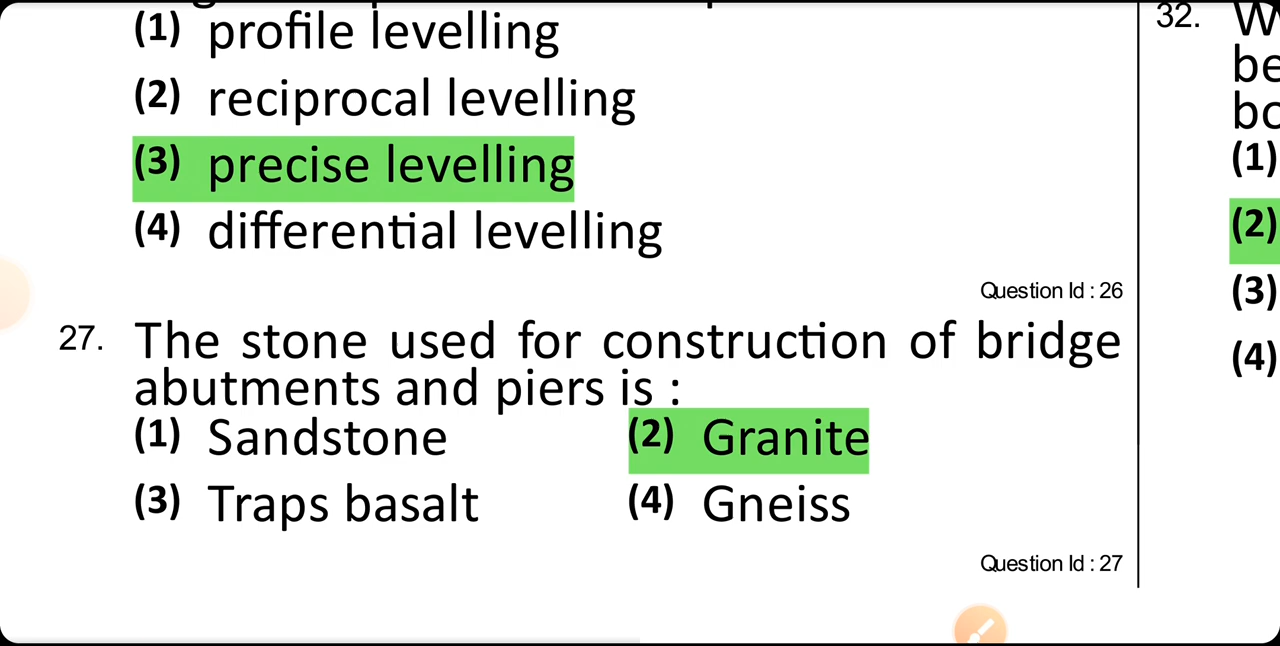 (1) profile levelling
(2) reciprocal levelling
(3) precise levelling
(4) differential levelling
Question Id : 26
27. The stone used for construction of bridge
abutments and piers is :
(1) Sandstone (2) Granite
(3) Traps basalt (4) Gneiss
Question Id : 27
32.
(1)
(2)
(3)
(4)